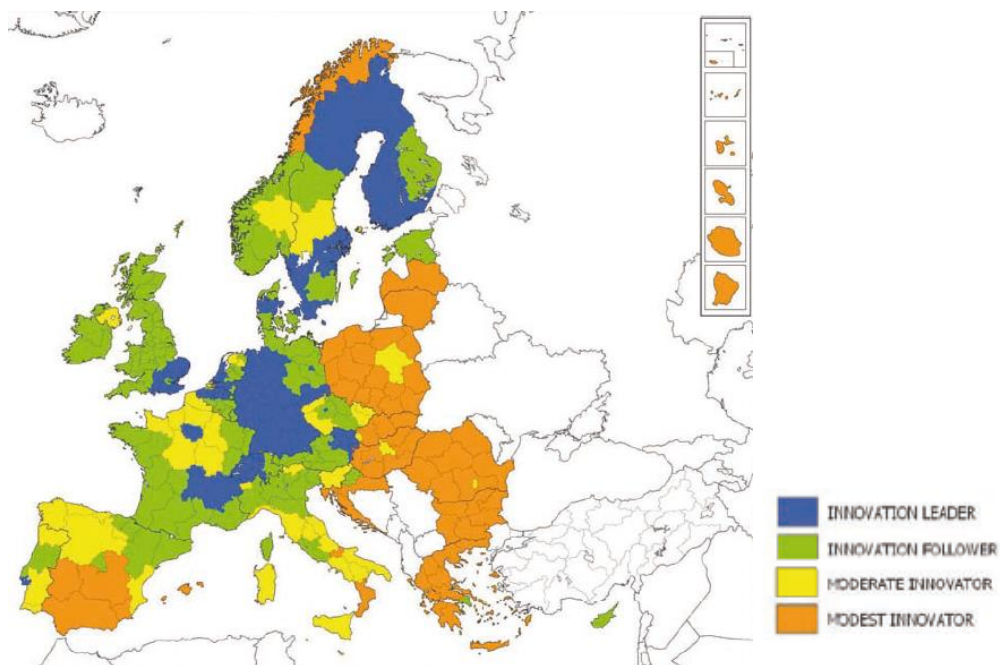 INNOVATION LEADER
INNOVATION FOLLOWER
MODERATE INNOVATOR
MODEST INNOVATOR